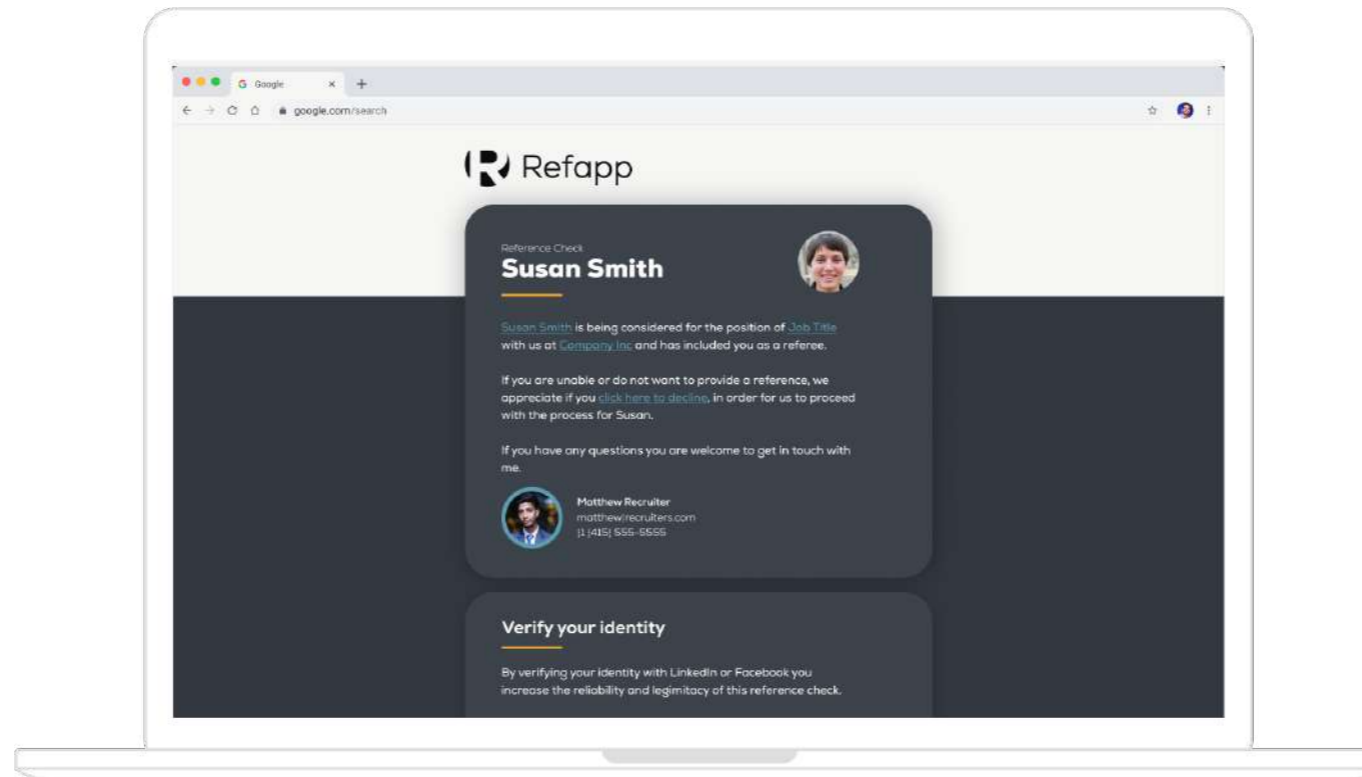 Google
google.com/search
Refapp
Reference Check
Susan Smith
Susan Smith is being considered for the position of Job Title
with us at Company Inc and has included you as a referee.
If you are unable or do not want to provide a reference, we
appreciate if you click here to decline, in order for us to proceed
with the process for Susan.
If you have any questions you are welcome to get in touch with
me.
Matthew Recruiter
matthew|recruiters.com
|1 |415| 555-5555
Verify your identity
By verifying your identity with LinkedIn or Facebook you
increase the reliability and legimitacy of this reference check.